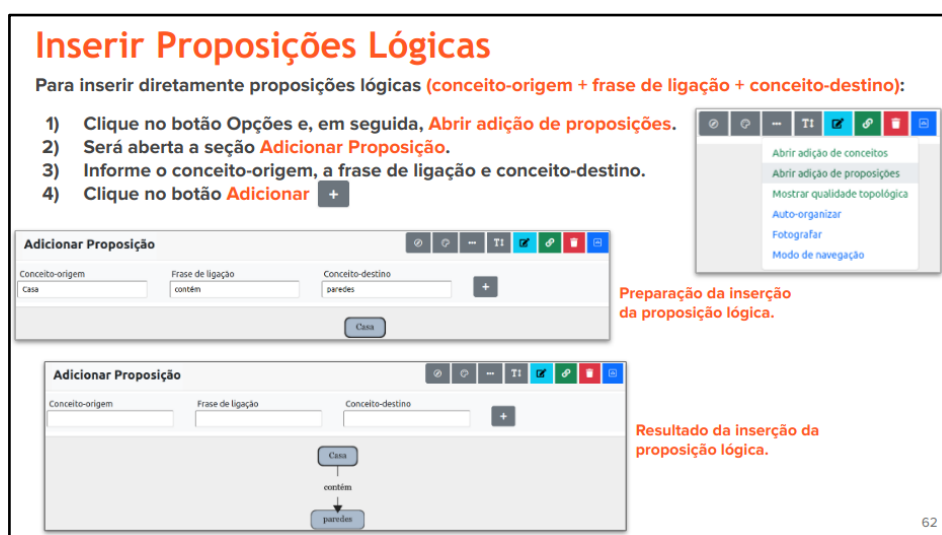 Inserir Proposições Lógicas
Para inserir diretamente proposições lógicas (conceito-origem + frase de ligação + conceito-destino):
1) Clique no botão Opções e, em seguida, Abrir adição de proposições.
2) Será aberta a seção Adicionar Proposição.
3) Informe o conceito-origem, a frase de ligação e conceito-destino.
4) Clique no botão Adicionar +
T↕
Abrir adição de conceitos
Abrir adição de proposições
Mostrar qualidade topológica
Auto-organizar
Fotografar
Modo de navegação
Adicionar Proposição
T↕
Conceito-origem Frase de ligação Conceito-destino
Casa contém paredes +
Casa
Preparação da inserção
da proposição lógica.
Adicionar Proposição
T↕
Conceito-origem Frase de ligação Conceito-destino
+
Casa
contém
paredes
Resultado da inserção da
proposição lógica.
62